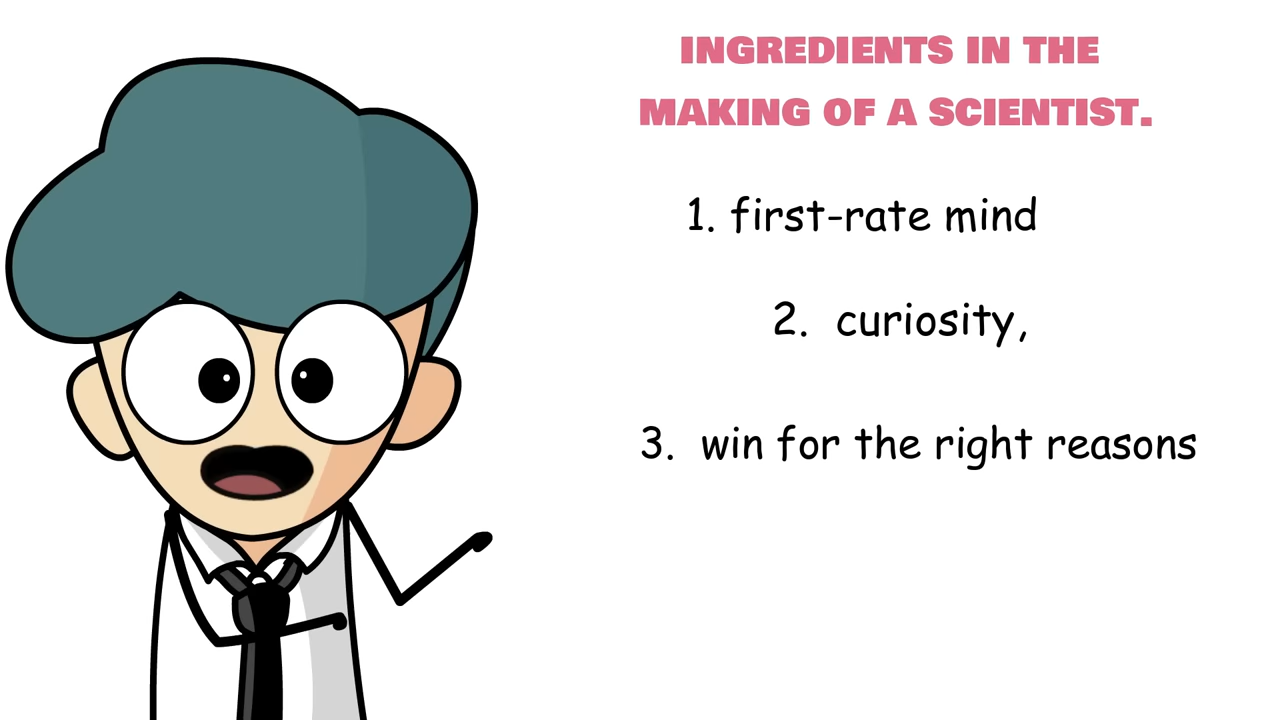 INGREDIENTS IN THE
MAKING OF A SCIENTIST.
1. first-rate mind
2. curiosity,
3. win for the right reasons